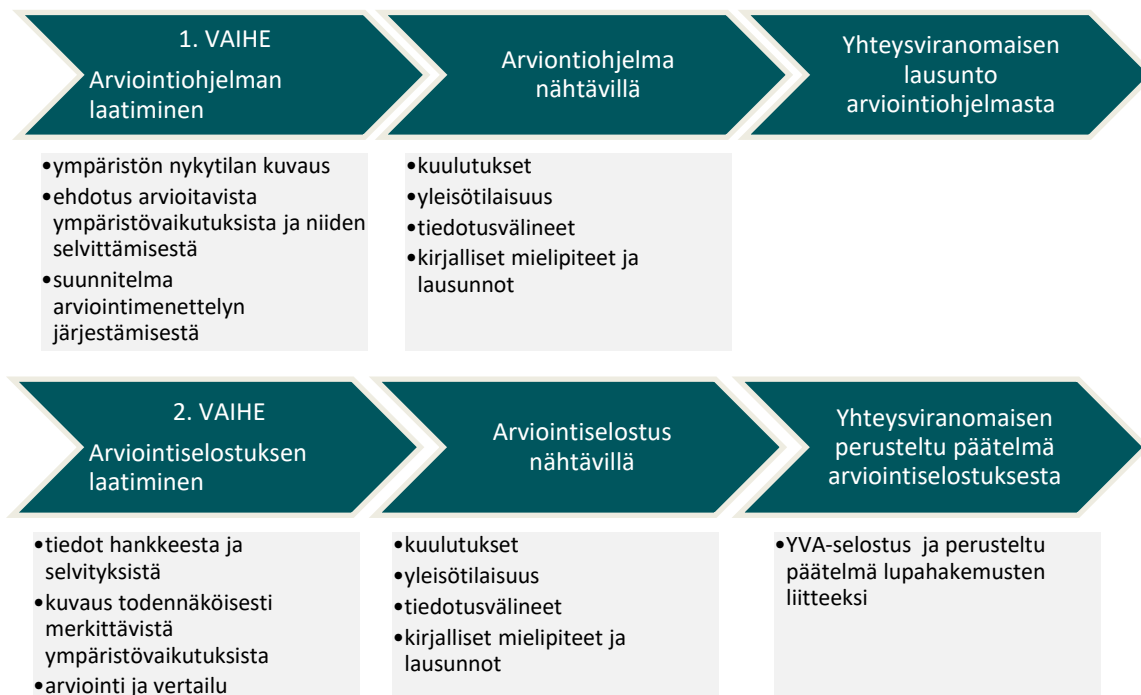 1. VAIHE
Arviointiohjelman
laatiminen
Arviontiohjelma
nähtävillä
Yhteysviranomaisen
lausunto
arviointiohjelmasta
•ympäristön nykytilan kuvaus
•ehdotus arvioitavista
ympäristövaikutuksista ja niiden
selvittämisestä
•suunnitelma
arviointimenettelyn
järjestämisestä
•kuulutukset
•yleisötilaisuus
•tiedotusvälineet
•kirjalliset mielipiteet ja
lausunnot
2. VAIHE
Arviointiselostuksen
laatiminen
Arviointiselostus
nähtävillä
Yhteysviranomaisen
perusteltu päätelmä
arviointiselostuksesta
•tiedot hankkeesta ja
selvityksistä
•kuvaus todennäköisesti
merkittävistä
ympäristövaikutuksista
•arviointi ja vertailu
•kuulutukset
•yleisötilaisuus
•tiedotusvälineet
•kirjalliset mielipiteet ja
lausunnot
•YVA-selostus ja perusteltu
päätelmä lupahakemusten
liitteeksi